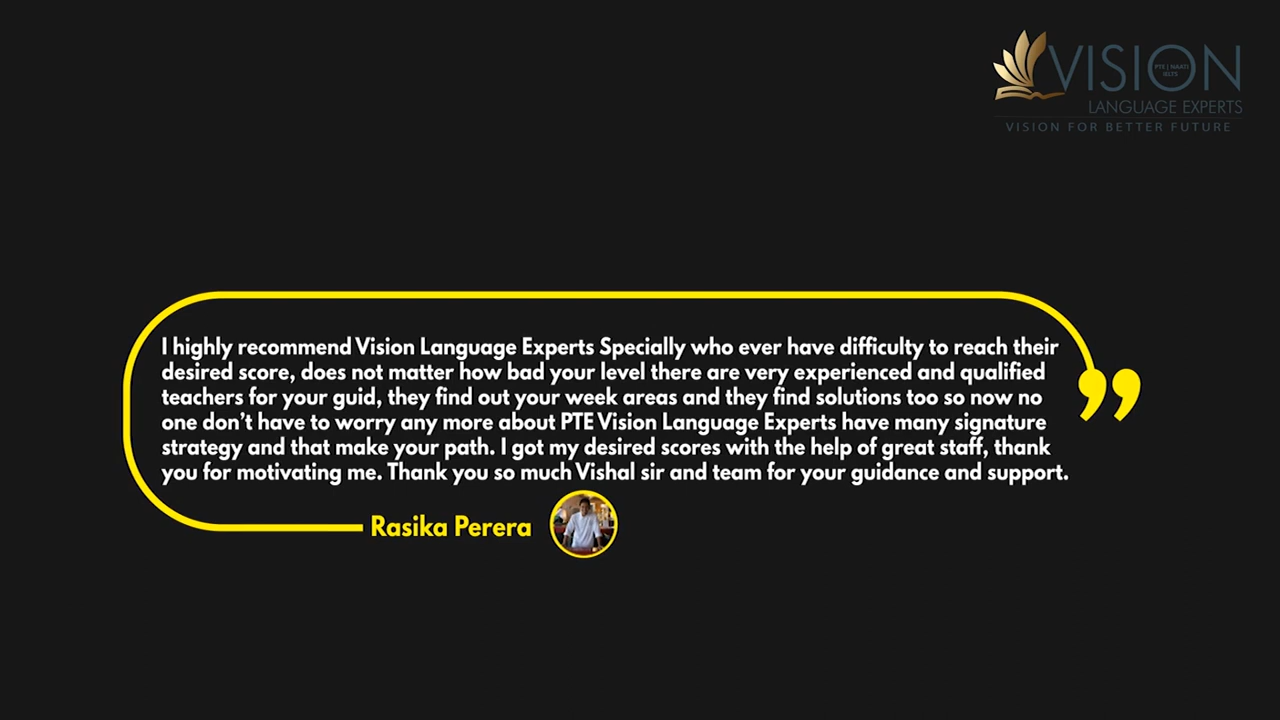 VISION
PTE | NAATI
IELTS
LANGUAGE EXPERTS
VISION FOR BETTER FUTURE
I highly recommend Vision Language Experts Specially who ever have difficulty to reach their
desired score, does not matter how bad your level there are very experienced and qualified
teachers for your guid, they find out your week areas and they find solutions too so now no
one don't have to worry any more about PTE Vision Language Experts have many signature
strategy and that make your path. I got my desired scores with the help of great staff, thank
you for motivating me. Thank you so much Vishal sir and team for your guidance and support.
Rasika Perera